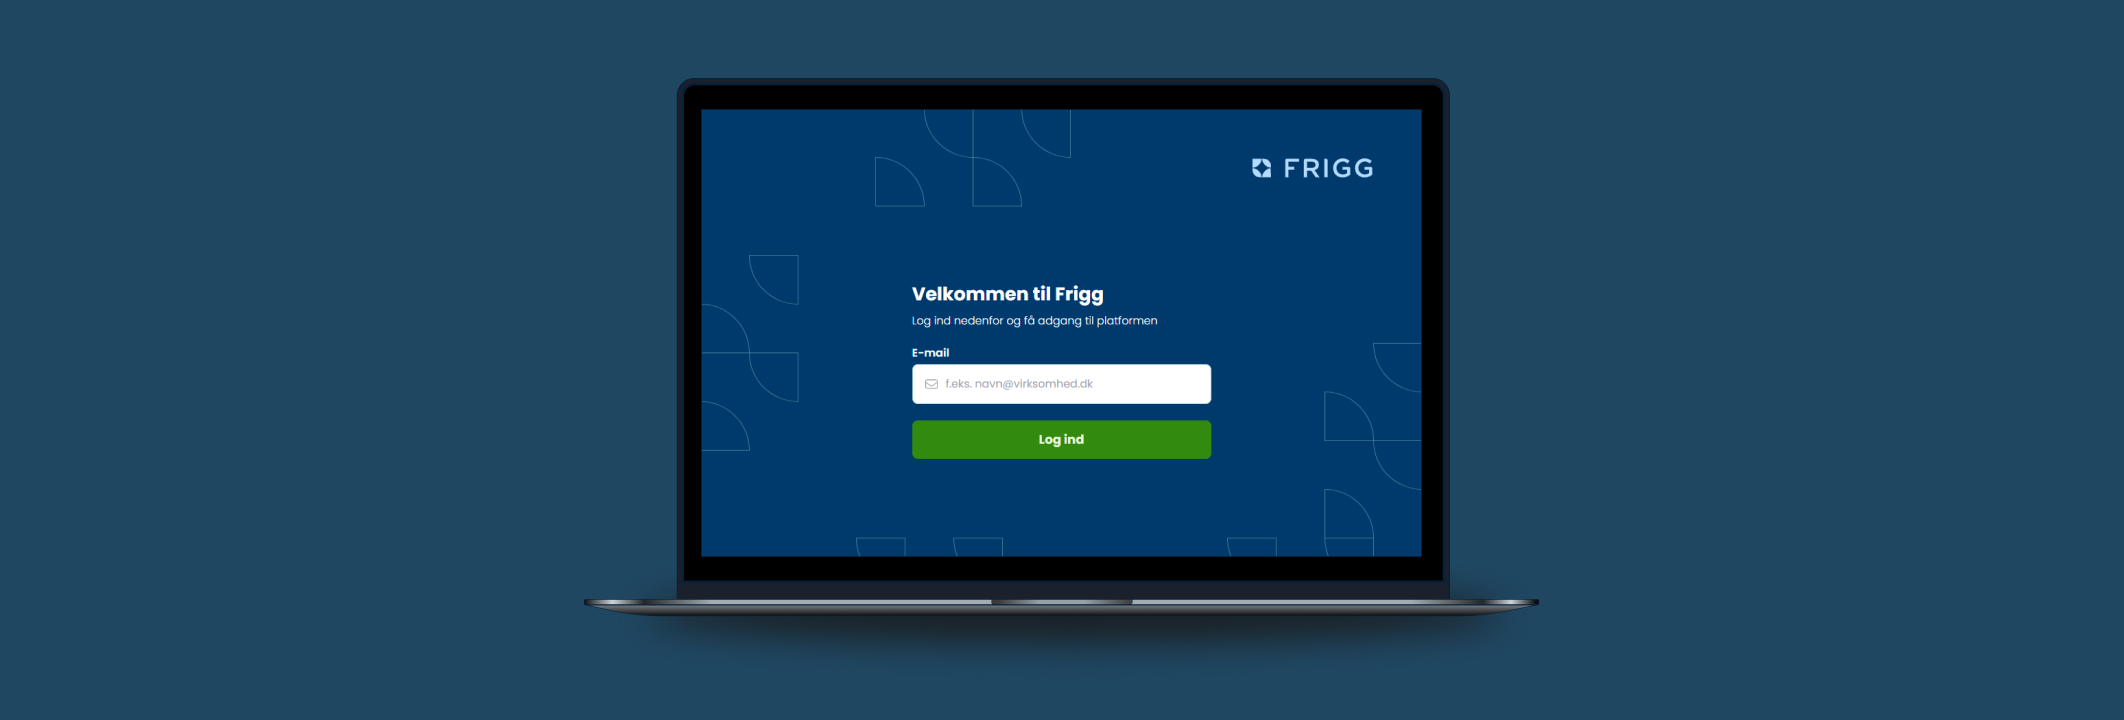 FRIGG
Velkommen til Frigg
Log ind nedenfor og få adgang til platformen
E-mail
f.eks. navn@virksomhed.dk
Log ind